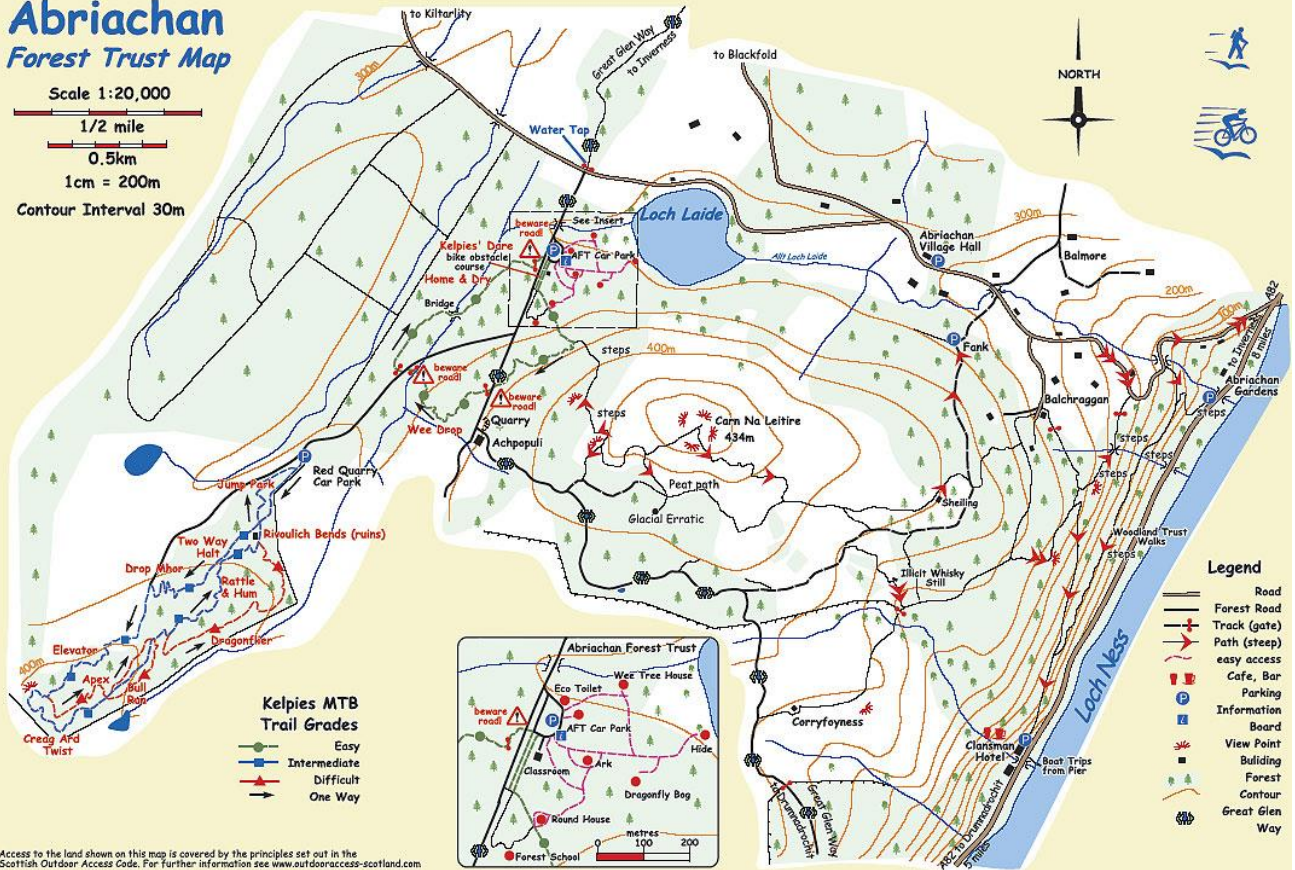 Abriachan
Forest Trust Map
Scale 1:20,000
1/2 mile
0.5km
1cm = 200m
Contour Interval 30m
to Kiltarlity
300m
Great Glen Way
to Inverness
to Blackfold
NORTH
Water Tap
See Insert
beware
road!
Kelpies' Dare
bike obstacle
course
Home & Dry
AFT Car Park
P
i
Bridge
Loch Laide
Allt Loch Laide
Abriachan
Village Hall
P
300m
Balmore
200m
100m
A82
to Inverness
8 miles
Abriachan
Gardens
P
steps
P
Fank
Balchraggan
steps
steps
steps
steps
400m
steps
beware
road!
beware
road!
Wee Drop
Quarry
Achpopuli
steps
Carn Na Leitire
434m
Peat path
Glacial Erratic
Sheiling
Woodland Trust
Walks
Illicit Whisky
Still
P
Red Quarry
Car Park
Jump Park
Rivoulich Bends (ruins)
Two Way
Halt
Drop Mhor
Rattle
& Hum
Dragonflier
Elevator
400m
Apex
Bull
Run
Creag Ard
Twist
Kelpies MTB
Trail Grades
Easy
Intermediate
Difficult
One Way
Abriachan Forest Trust
Wee Tree House
Eco Toilet
beware
road!
P
AFT Car Park
i
Hide
Classroom
Ark
Dragonfly Bog
Round House
Forest School
metres
0
100
200
Corryfoyness
to Drumnadrochit
Great Glen Way
Clansman
Hotel
P
Boat Trips
from Pier
A82 to Drumnadrochit
5 miles
Loch Ness
Legend
Road
Forest Road
Track (gate)
Path (steep)
easy access
Cafe, Bar
P
Parking
i
Information
Board
View Point
Buliding
Forest
Contour
Great Glen
Way
Access to the land shown on this map is covered by the principles set out in the
Scottish Outdoor Access Code. For further information see www.outdooraccess-scotland.com